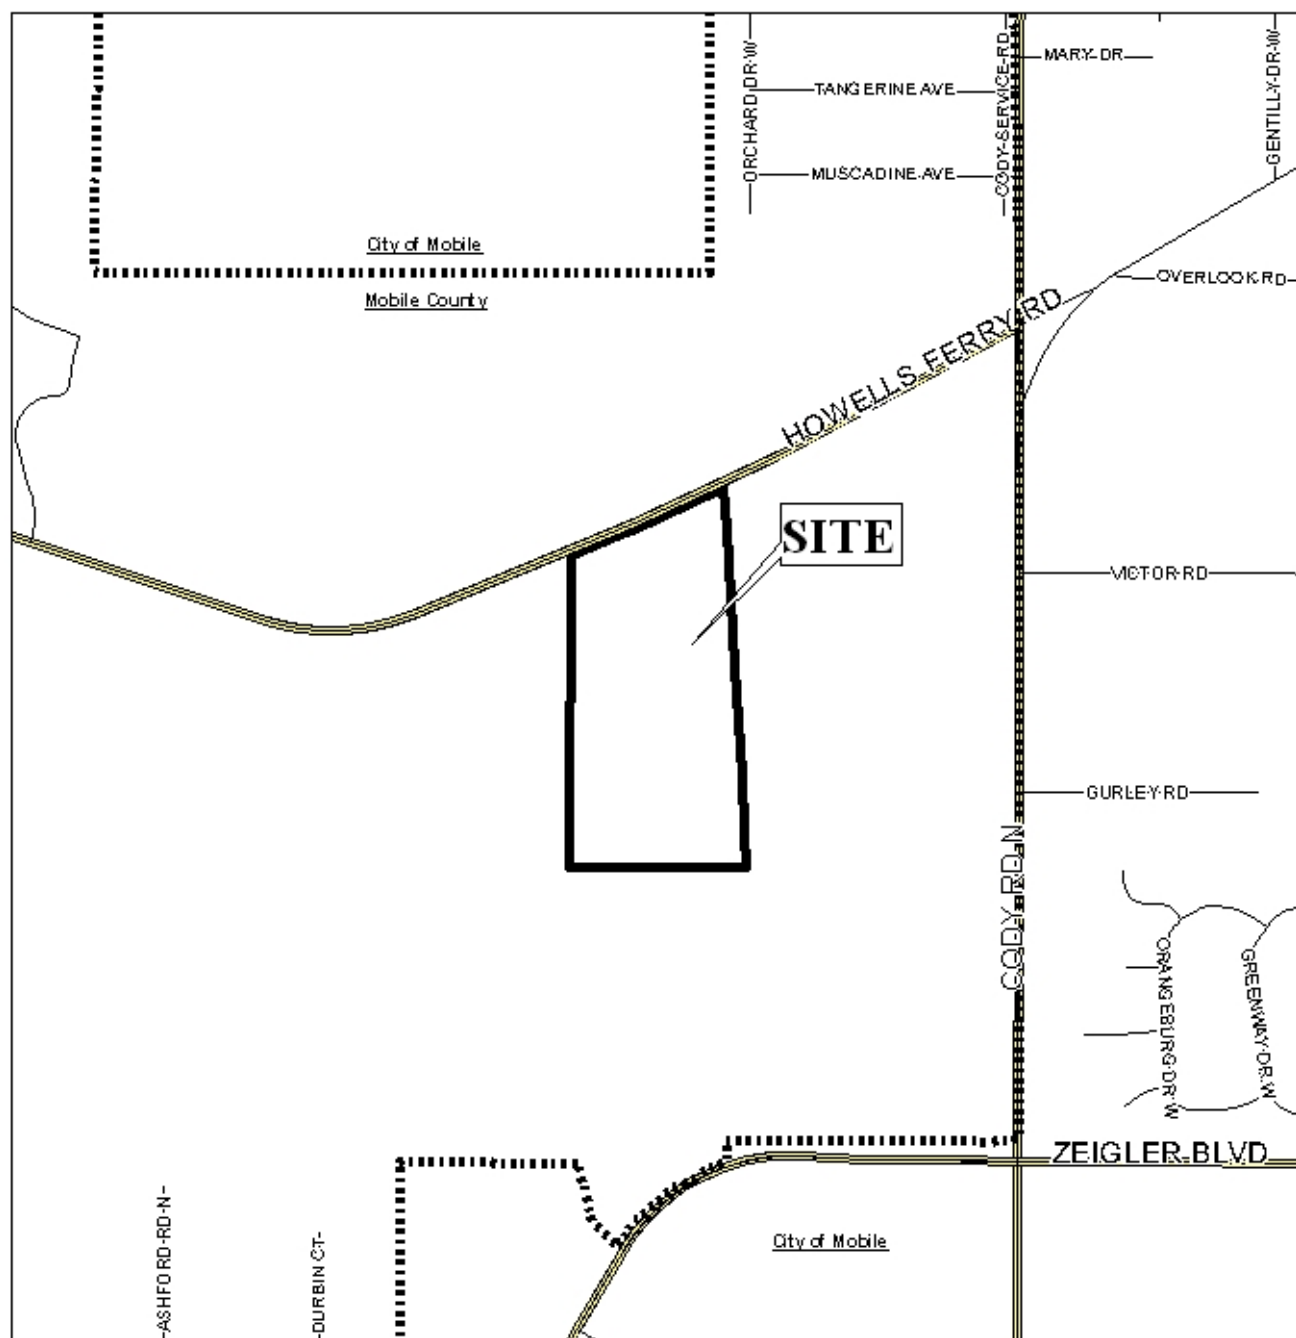 ORCHARD DR W
CODY SERVICE RD
MARY DR
GENTILLY DR W
TANGERINE AVE
MUSCADINE AVE
City of Mobile
Mobile County
OVERLOOK RD
HOWELLS FERRY RD
SITE
VICTOR RD
GURLEY RD
CODY RD N
ORANGEBURG DR W
GREENWAY DR W
ZEIGLER BLVD
ASHFORD RD N
DURBIN CT
City of Mobile